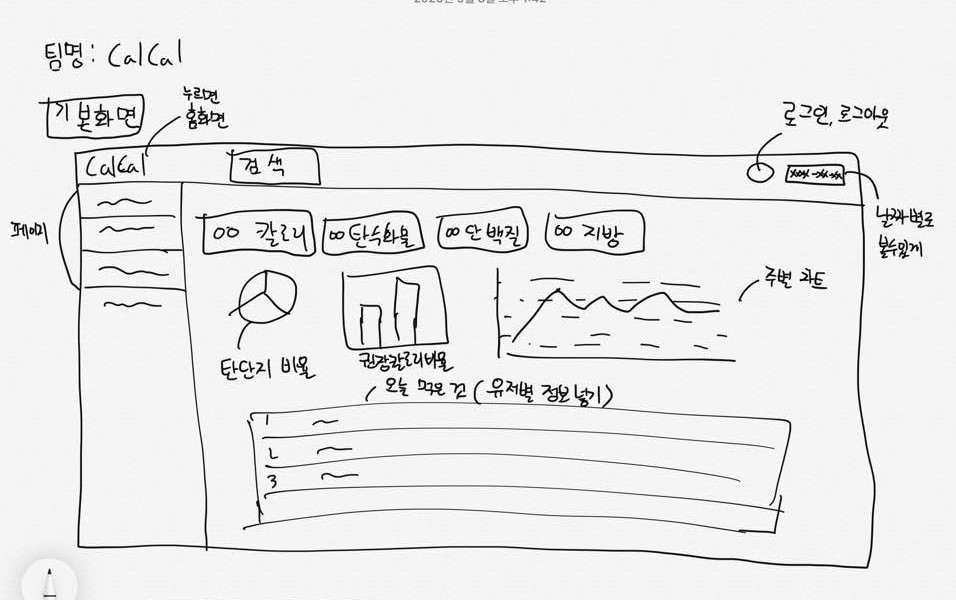 팀명: CalCal
기본화면
누르면
홈화면
로그인, 로그아웃
CalCal
검색
xxxx-xx-xx
페이지
날짜별로
볼수있게
00 칼로리
00 탄수화물
00 단백질
00 지방
주별 차트
탄단지 비율
권장칼로리비율
오늘 먹은 것 (유저별 정보 넣기)
1
2
3